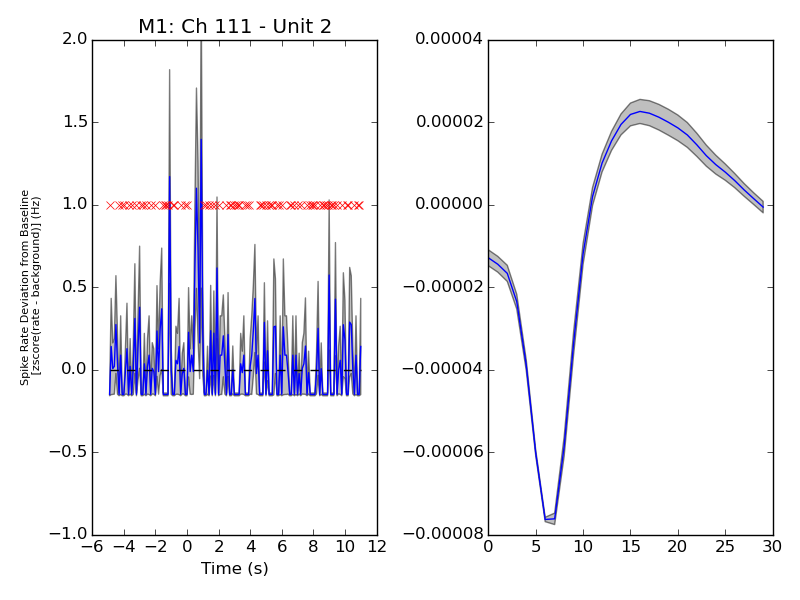 M1: Ch 111 - Unit 2
Spike Rate Deviation from Baseline
[zscore(rate - background)] (Hz)
2.0
1.5
1.0
0.5
0.0
−0.5
−1.0
−6 −4 −2 0 2 4 6 8 10 12
Time (s)
0.00004
0.00002
0.00000
−0.00002
−0.00004
−0.00006
−0.00008
0 5 10 15 20 25 30